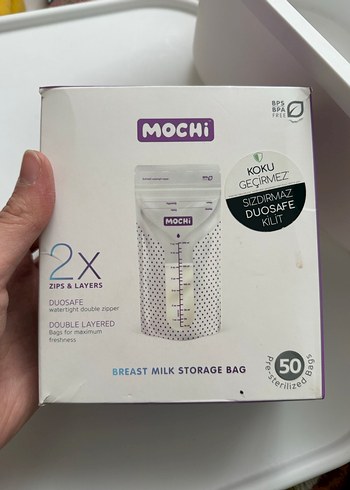 BPS
BPA
FREE
MOCHi
KOKU
GEÇİRMEZ
SIZDIRMAZ
DUOSAFE
KİLİT
MOCHi
2X
ZIPS & LAYERS
DUOSAFE
watertight double zipper
DOUBLE LAYERED
Bags for maximum
freshness
BREAST MILK STORAGE BAG
50
Pre-sterilized Bags